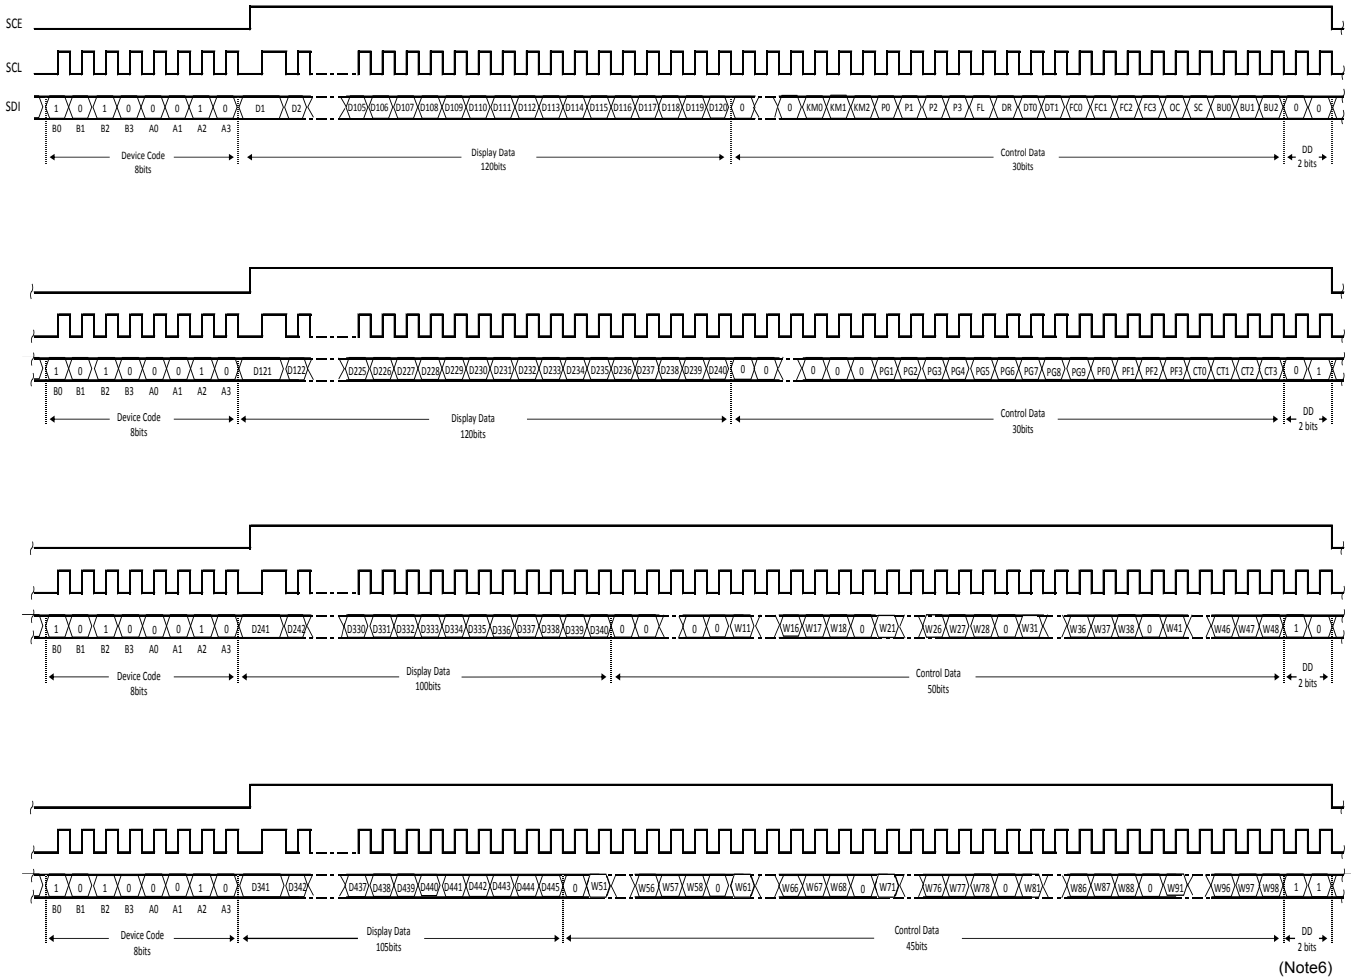 SCE
SCL
SDI 1 0 1 0 0 0 1 0 D1 D2 D105 D106 D107 D108 D109 D110 D111 D112 D113 D114 D115 D116 D117 D118 D119 D120 0 0 KM0 KM1 KM2 P0 P1 P2 P3 FL DR DT0 DT1 FC0 FC1 FC2 FC3 OC SC BU0 BU1 BU2 0 0
B0 B1 B2 B3 A0 A1 A2 A3
Device Code Display Data Control Data DD
8bits 120bits 30bits 2 bits
1 0 1 0 0 0 1 0 D121 D122 D225 D226 D227 D228 D229 D230 D231 D232 D233 D234 D235 D236 D237 D238 D239 D240 0 0 0 0 0 PG1 PG2 PG3 PG4 PG5 PG6 PG7 PG8 PG9 PF0 PF1 PF2 PF3 CT0 CT1 CT2 CT3 0 1
B0 B1 B2 B3 A0 A1 A2 A3
Device Code Display Data Control Data DD
8bits 120bits 30bits 2 bits
1 0 1 0 0 0 1 0 D241 D242 D330 D331 D332 D333 D334 D335 D336 D337 D338 D339 D340 0 0 0 0 W11 W16 W17 W18 0 W21 W26 W27 W28 0 W31 W36 W37 W38 0 W41 W46 W47 W48 1 0
B0 B1 B2 B3 A0 A1 A2 A3
Device Code Display Data Control Data DD
8bits 100bits 50bits 2 bits
1 0 1 0 0 0 1 0 D341 D342 D437 D438 D439 D440 D441 D442 D443 D444 D445 0 W51 W56 W57 W58 0 W61 W66 W67 W68 0 W71 W76 W77 W78 0 W81 W86 W87 W88 0 W91 W96 W97 W98 1 1
B0 B1 B2 B3 A0 A1 A2 A3
Device Code Display Data Control Data DD
8bits 105bits 45bits 2 bits
(Note6)